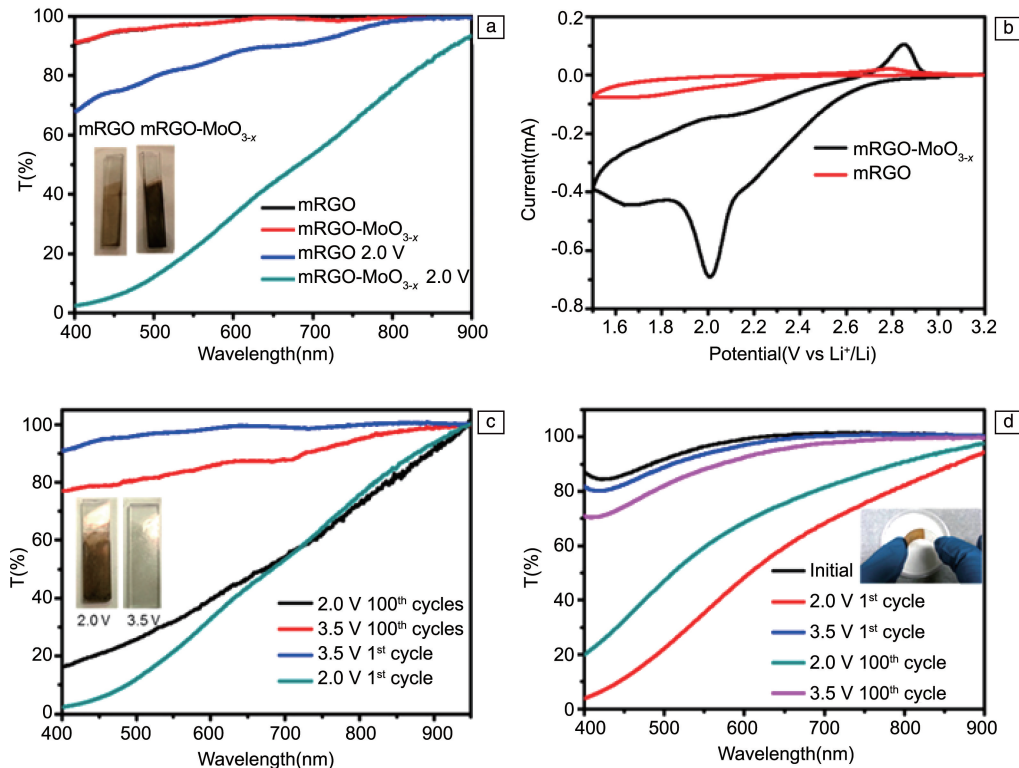 a
100
80
60
40
20
0
T(%)
mRGO mRGO-MoO3-x
mRGO
mRGO-MoO3-x
mRGO 2.0 V
mRGO-MoO3-x 2.0 V
400 500 600 700 800 900
Wavelength(nm)
b
0.2
0.0
-0.2
-0.4
-0.6
-0.8
Current(mA)
mRGO-MoO3-x
mRGO
1.6 1.8 2.0 2.2 2.4 2.6 2.8 3.0 3.2
Potential(V vs Li+/Li)
c
100
80
60
40
20
0
T(%)
2.0 V 3.5 V
2.0 V 100th cycles
3.5 V 100th cycles
3.5 V 1st cycle
2.0 V 1st cycle
400 500 600 700 800 900
Wavelength(nm)
d
100
80
60
40
20
0
T(%)
Initial
2.0 V 1st cycle
3.5 V 1st cycle
2.0 V 100th cycle
3.5 V 100th cycle
400 500 600 700 800 900
Wavelength(nm)